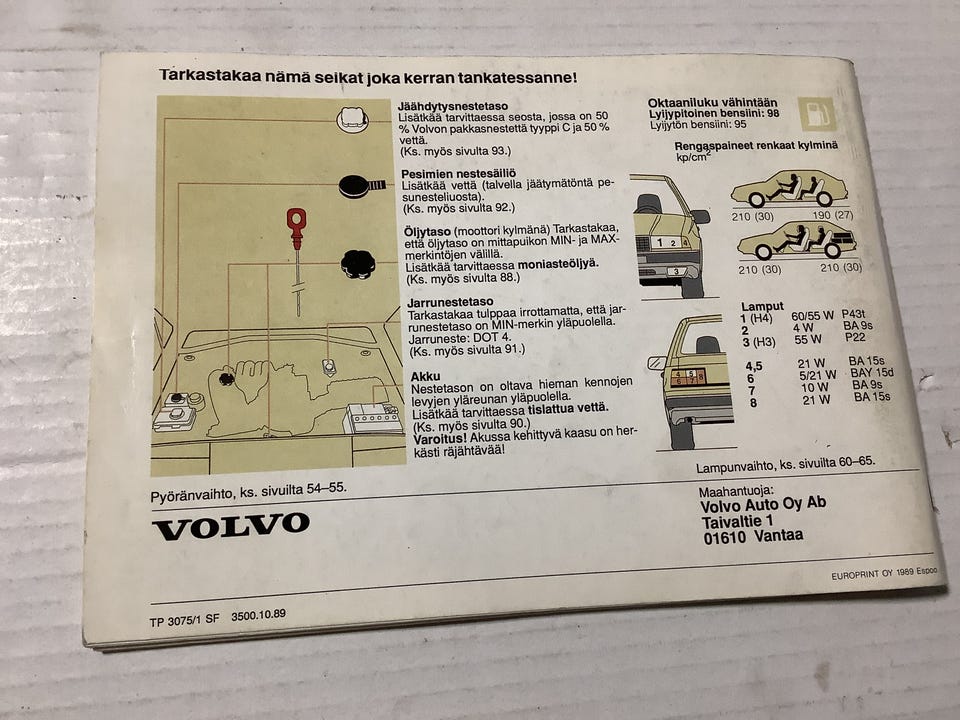 Tarkastakaa nämä seikat joka kerran tankatessanne!
Jäähdytysnestetaso
Lisätkää tarvittaessa seosta, jossa on 50
% Volvon pakkasnestettä tyyppi C ja 50 %
vettä.
(Ks. myös sivulta 93.)
Pesimien nestesäiliö
Lisätkää vettä (talvella jäätymätöntä pe-
sunesteliuosta).
(Ks. myös sivulta 92.)
Öljytaso (moottori kylmänä) Tarkastakaa,
että öljytaso on mittapuikon MIN- ja MAX-
merkintöjen välillä.
Lisätkää tarvittaessa moniasteöljyä.
(Ks. myös sivulta 88.)
Jarrunestetaso
Tarkastakaa tulppaa irrottamatta, että jar-
runestetaso on MIN-merkin yläpuolella.
Jarruneste: DOT 4.
(Ks. myös sivulta 91.)
Akku
Nestetason on oltava hieman kennojen
levyjen yläreunan yläpuolella.
Lisätkää tarvittaessa tislattua vettä.
(Ks. myös sivulta 90.)
Varoitus! Akussa kehittyvä kaasu on her-
kästi räjähtävää!
Oktaaniluku vähintään
Lyijypitoinen bensiini: 98
Lyijytön bensiini: 95
Rengaspaineet renkaat kylminä
kp/cm²
210 (30) 190 (27)
210 (30) 210 (30)
1 2 4
3
4 5
6 7 8
Lamput
1 (H4) 60/55 W P43t
2 4 W BA 9s
3 (H3) 55 W P22
4,5 21 W BA 15s
6 5/21 W BAY 15d
7 10 W BA 9s
8 21 W BA 15s
Lampunvaihto, ks. sivuilta 60–65.
Pyöränvaihto, ks. sivuilta 54–55.
VOLVO
Maahantuoja:
Volvo Auto Oy Ab
Taivaltie 1
01610 Vantaa
EUROPRINT OY 1989 Espoo
TP 3075/1 SF 3500.10.89